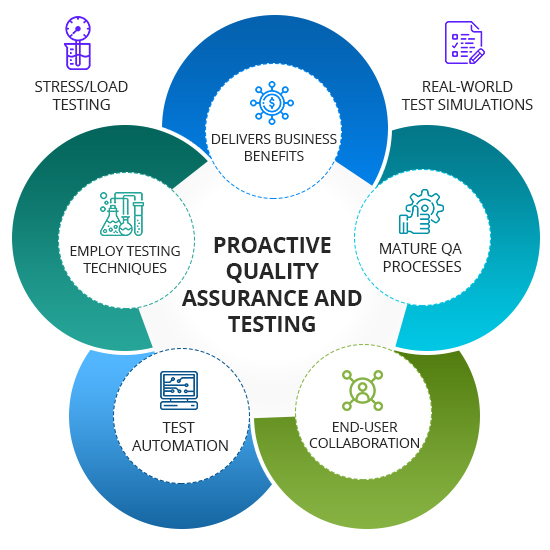 STRESS/LOAD
TESTING
REAL-WORLD
TEST SIMULATIONS
DELIVERS BUSINESS
BENEFITS
EMPLOY TESTING
TECHNIQUES
MATURE QA
PROCESSES
PROACTIVE
QUALITY
ASSURANCE AND
TESTING
TEST
AUTOMATION
END-USER
COLLABORATION